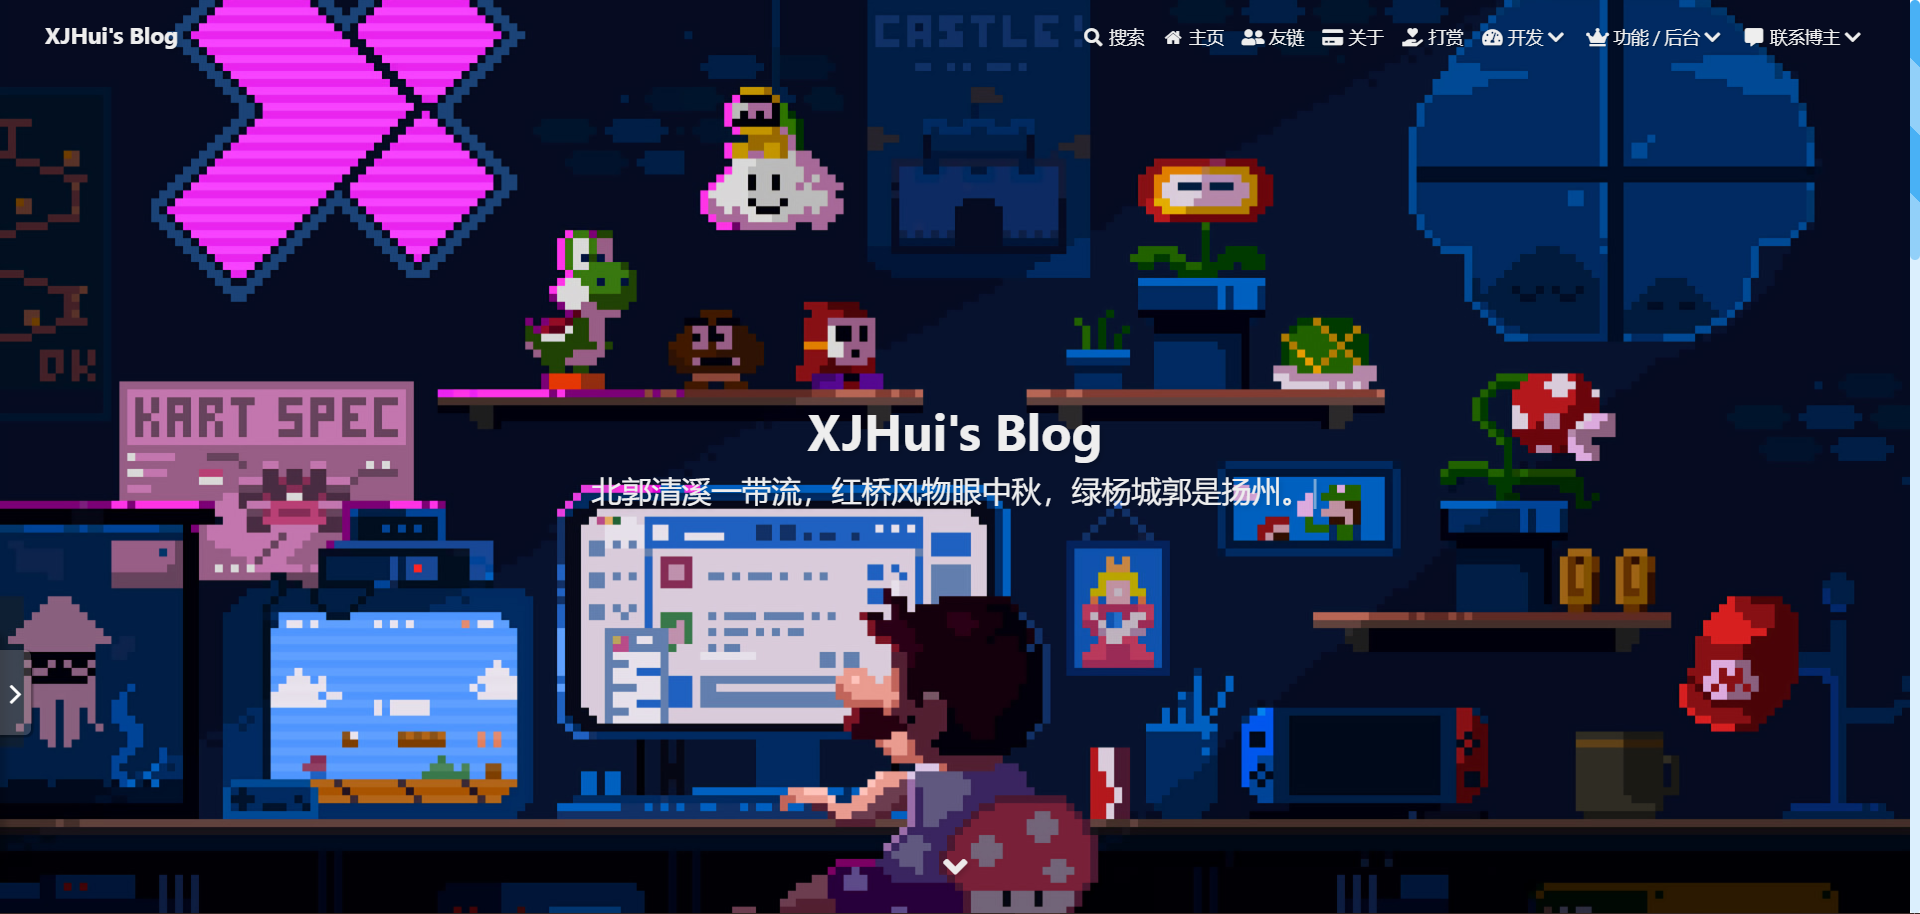 XJHui's Blog
搜索 主页 友链 关于 打赏 开发 功能 / 后台 联系博主
CASTLE!
OK
KART SPEC
XJHui's Blog
北郭清溪一带流，红桥风物眼中秋，绿杨城郭是扬州。